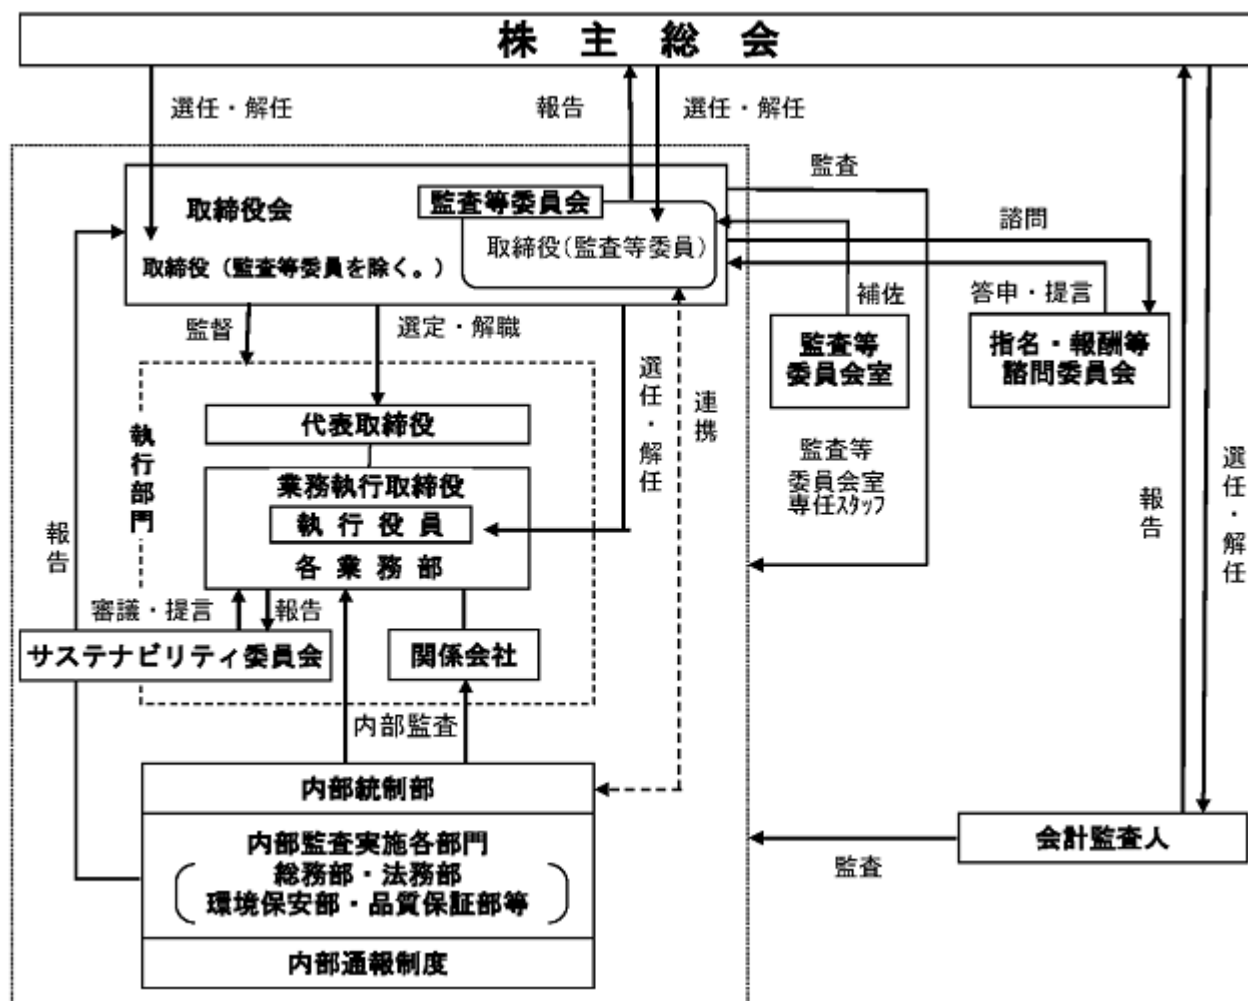 株主総会
選任・解任
報告
選任・解任
監査
取締役会
監査等委員会
取締役(監査等委員)
取締役（監査等委員を除く。）
諮問
答申・提言
補佐
監督
選定・解職
選任・解任
連携
監査等
委員会室
指名・報酬等
諮問委員会
執行部門
代表取締役
業務執行取締役
執行役員
各業務部
監査等
委員会室
専任ｽﾀｯﾌ
報告
選任・解任
報告
審議・提言
報告
サステナビリティ委員会
関係会社
内部監査
内部統制部
内部監査実施各部門
総務部・法務部
環境保安部・品質保証部等
内部通報制度
会計監査人
監査